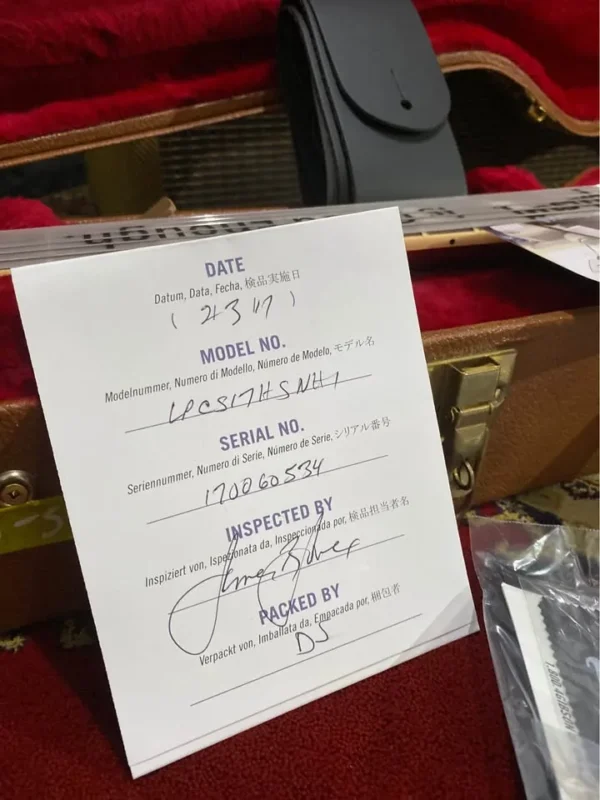 DATE
Datum, Data, Fecha, 検品実施日
MODEL NO.
Modelnummer, Numero di Modello, Número de Modelo, モデル名
LPCS17HSNH1
SERIAL NO.
Seriennummer, Numero di Serie, Número de Serie, シリアル番号
170060534
INSPECTED BY
Inspiziert von, Ispezionata da, Inspeccionada por, 検品担当者名
PACKED BY
Verpackt von, Imballata da, Empacada por, 梱包者
DJ